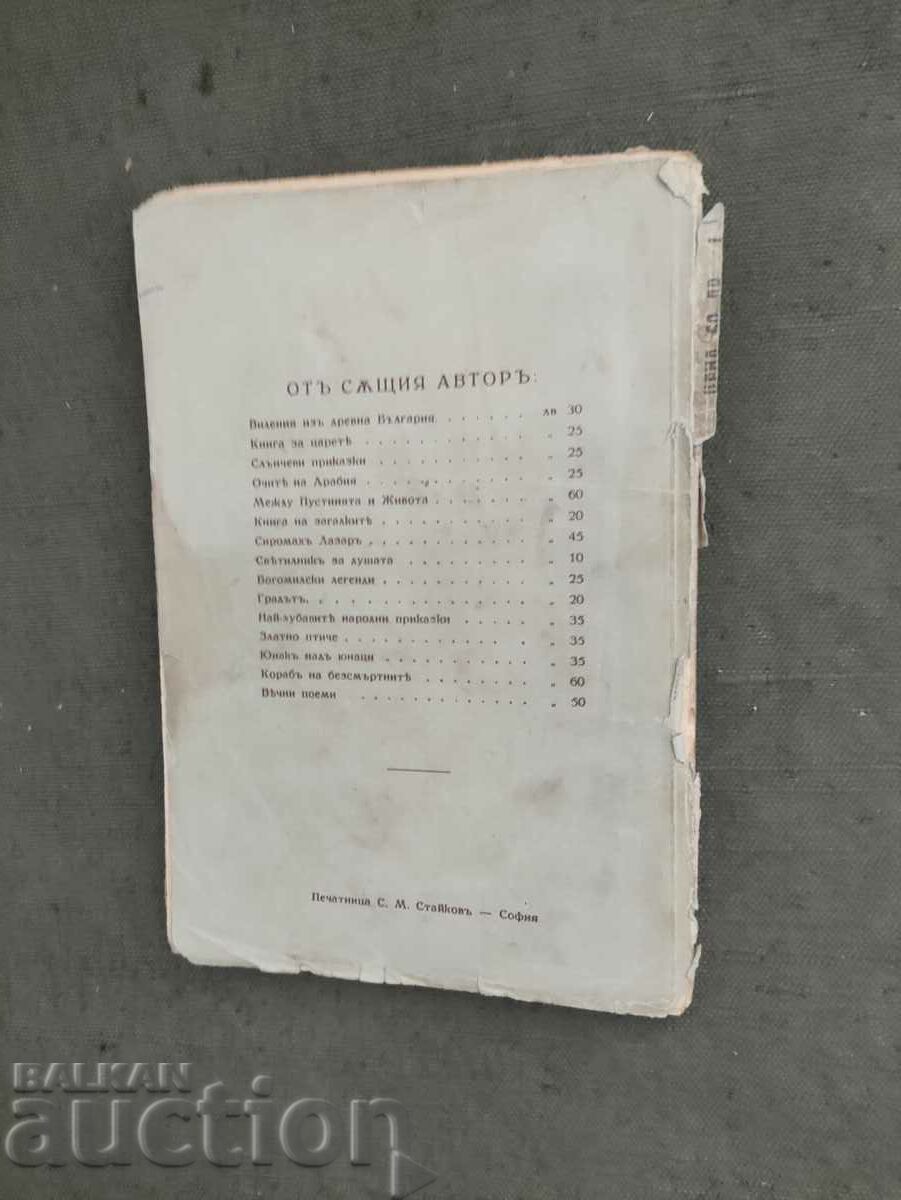 ОТЪ СѪЩИЯ АВТОРЪ:
Видения изъ древна България . . . . . . лв 30
Книга за царетѣ . . . . . . . . . . . „ 25
Слънчеви приказки . . . . . . . . . . „ 25
Очитѣ на Арабия . . . . . . . . . . . „ 25
Между Пустинята и Живота . . . . . . . „ 60
Книга на загадкитѣ . . . . . . . . . . „ 20
Сиромахъ Лазаръ . . . . . . . . . . . „ 45
Свѣтилникъ за душата . . . . . . . . . „ 10
Богомилски легенди . . . . . . . . . . „ 25
Градътъ. . . . . . . . . . . . . . . „ 20
Най-хубавитѣ народни приказки . . . . . „ 35
Златно птиче . . . . . . . . . . . . „ 35
Юнакъ надъ юнаци . . . . . . . . . . „ 35
Корабъ на безсмъртнитѣ . . . . . . . . „ 60
Вѣчни поеми . . . . . . . . . . . . „ 50
Печатница С. М. Стайковъ — София
BALKAN
auction